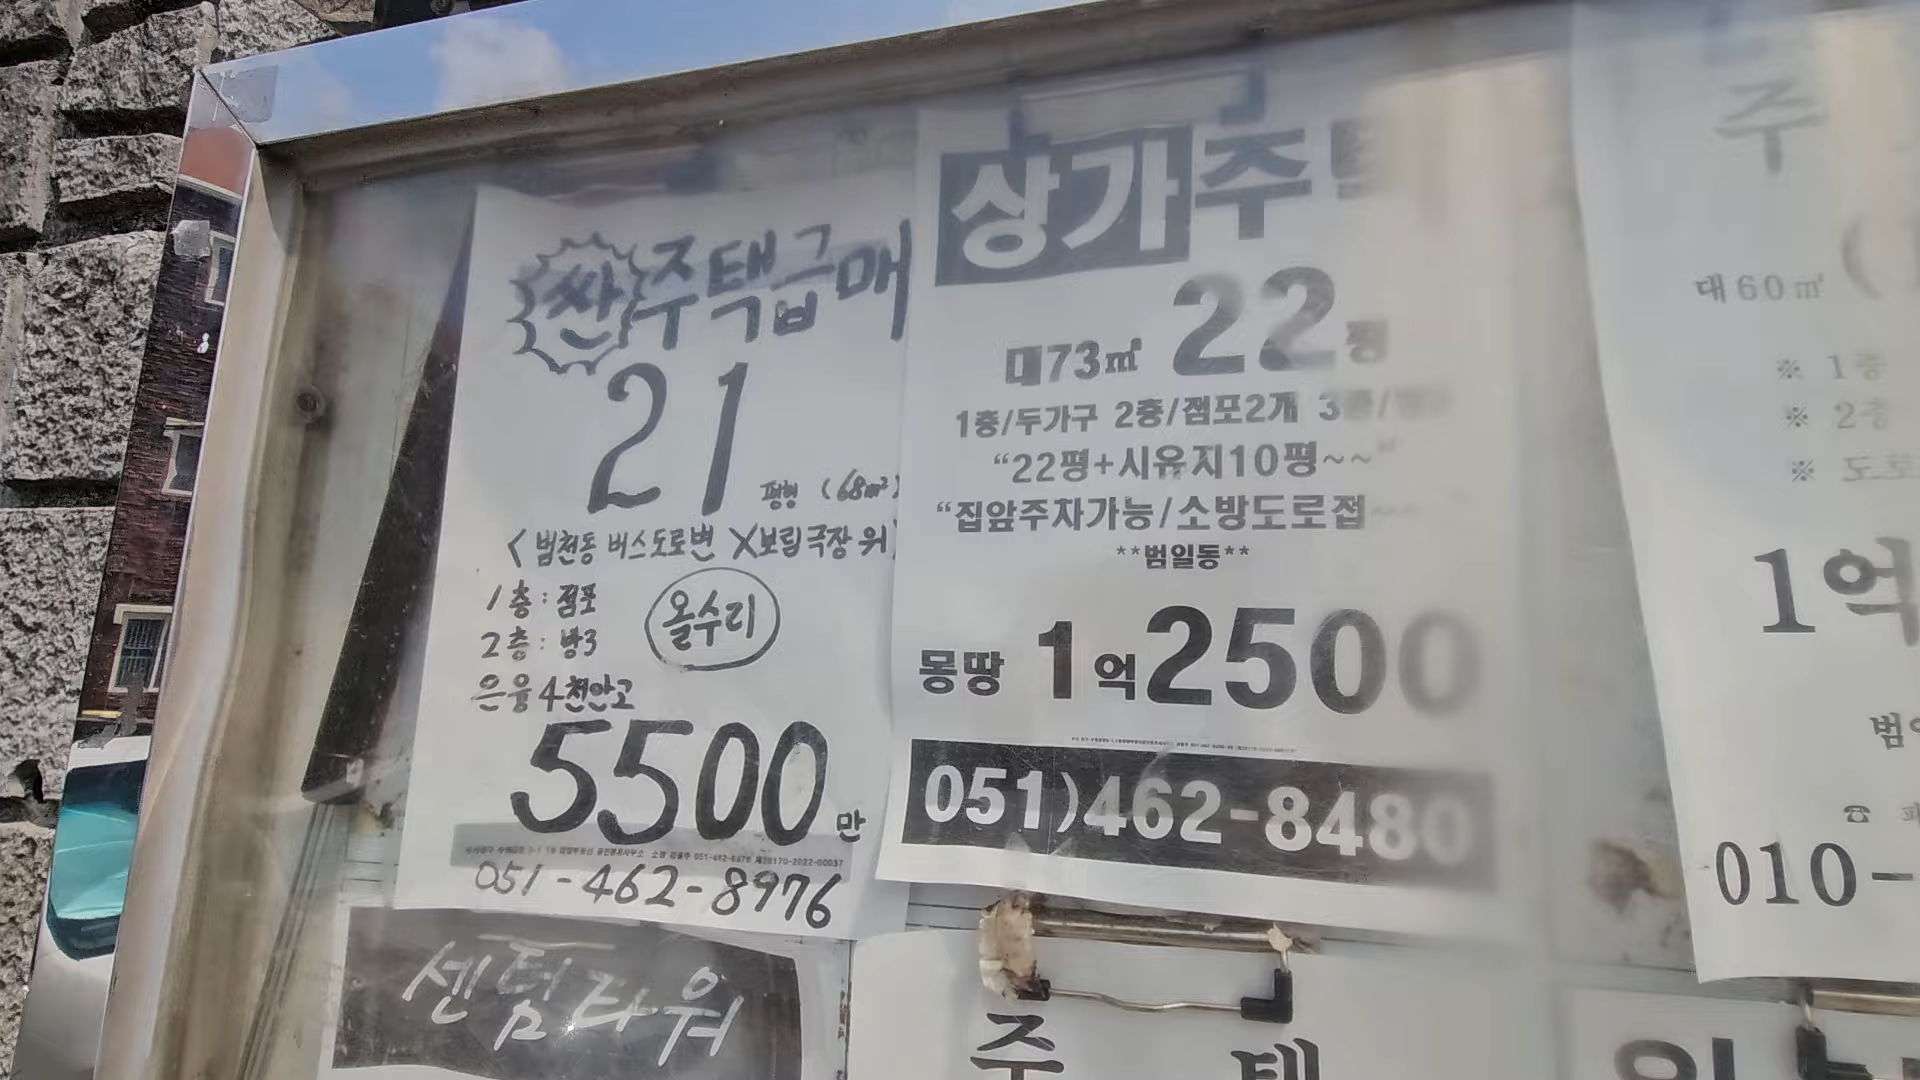 싼 주택급매
21 평형 (68㎡)
<범천동 버스도로변 X보림극장 위>
1층 : 점포
2층 : 방3
올수리
은융4천안고
5500만
051-462-8976
센텀타워
상가주택
대73㎡ 22평
1층/두가구 2층/점포2개 3층/
“22평+시유지10평~~”
“집앞주차가능/소방도로접~~
**범일동**
몽땅 1억2500
051)462-8480
주택
주
대60㎡ (
※ 1층
※ 2층
※ 도로
1억
범
☎
010-